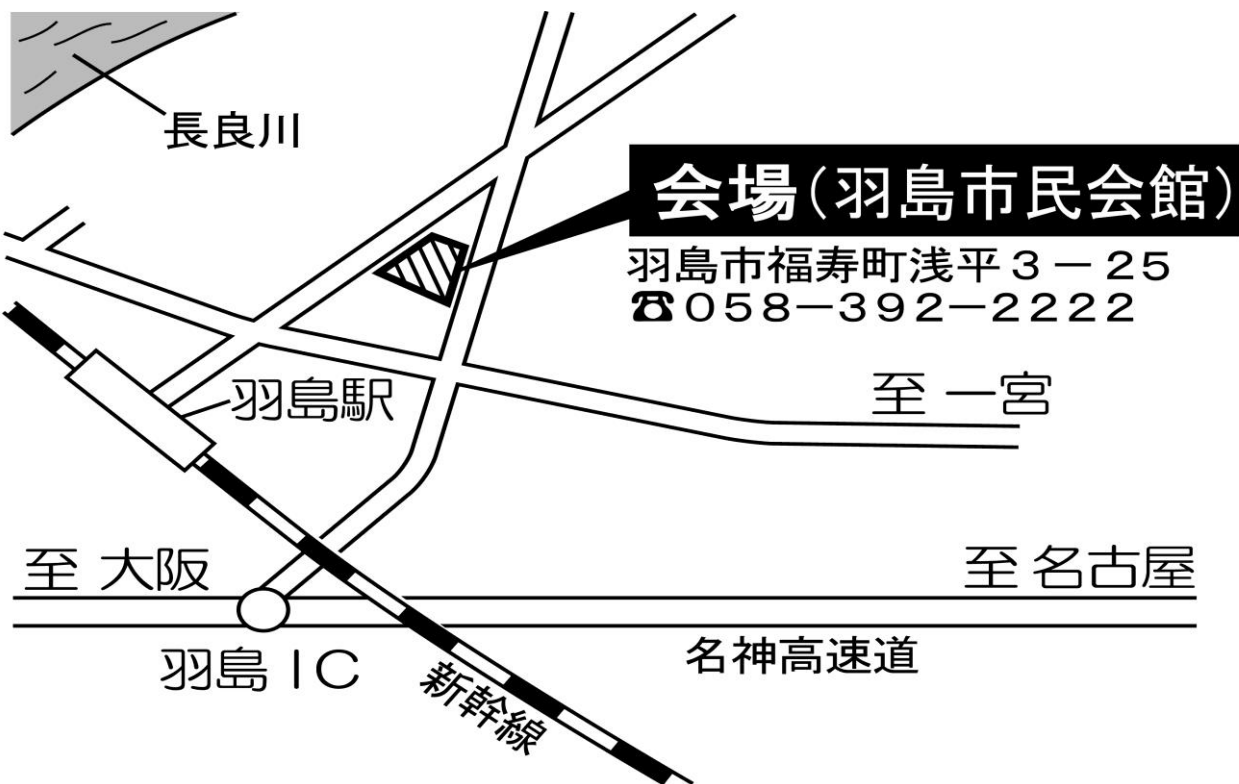 長良川
会場(羽島市民会館)
羽島市福寿町浅平3－25
☎058－392－2222
羽島駅
至 一宮
至 大阪
至 名古屋
羽島IC
名神高速道
新幹線